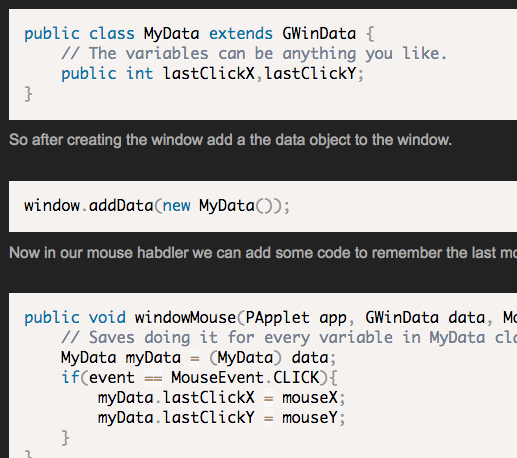 public class MyData extends GWinData {
// The variables can be anything you like.
public int lastClickX,lastClickY;
}
So after creating the window add a the data object to the window.
window.addData(new MyData());
Now in our mouse habdler we can add some code to remember the last
public void windowMouse(PApplet app, GWinData data,
// Saves doing it for every variable in MyData
MyData myData = (MyData) data;
if(event == MouseEvent.CLICK){
myData.lastClickX = mouseX;
myData.lastClickY = mouseY;
}
}